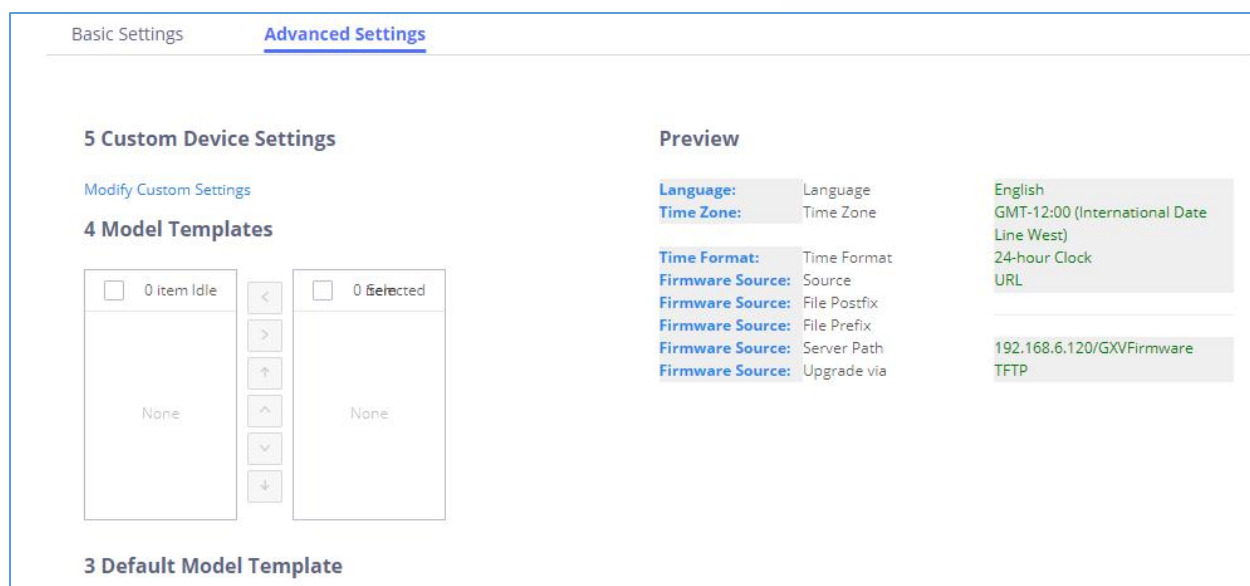 Basic Settings Advanced Settings
5 Custom Device Settings
Modify Custom Settings
4 Model Templates
0 item Idle
0 Selected
None
None
3 Default Model Template
Preview
Language: Language English
Time Zone: Time Zone GMT-12:00 (International Date
Line West)
Time Format: Time Format 24-hour Clock
Firmware Source: Source URL
Firmware Source: File Postfix
Firmware Source: File Prefix
Firmware Source: Server Path 192.168.6.120/GXVFirmware
Firmware Source: Upgrade via TFTP